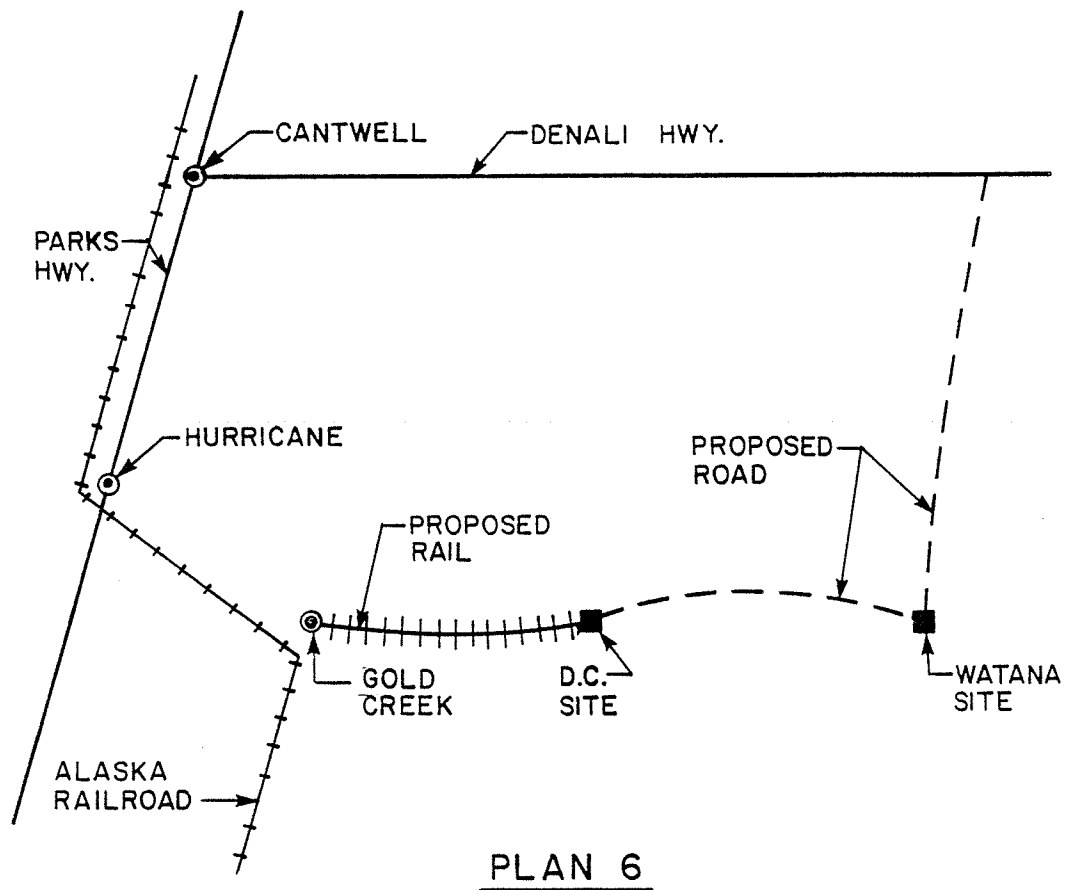 CANTWELL
DENALI HWY.
PARKS
HWY.
HURRICANE
PROPOSED
ROAD
PROPOSED
RAIL
GOLD
CREEK
D.C.
SITE
WATANA
SITE
ALASKA
RAILROAD
PLAN 6